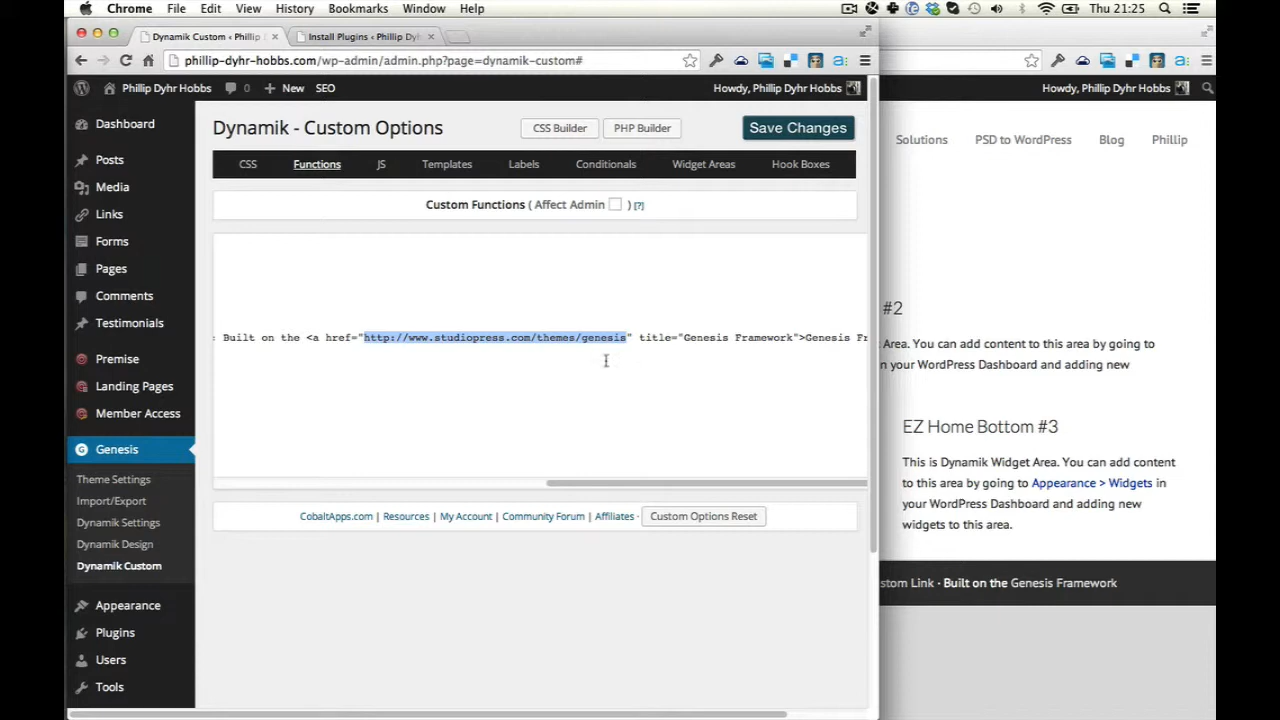 Chrome File Edit View History Bookmarks Window Help Thu 21:25
Dynamik Custom ‹ Phillip Install Plugins ‹ Phillip Dy
phillip-dyhr-hobbs.com/wp-admin/admin.php?page=dynamik-custom#
Phillip Dyhr Hobbs 0 + New SEO Howdy, Phillip Dyhr Hobbs
Howdy, Phillip Dyhr Hobbs
Dashboard
Posts
Media
Links
Forms
Pages
Comments
Testimonials
Premise
Landing Pages
Member Access
Genesis
Theme Settings
Import/Export
Dynamik Settings
Dynamik Design
Dynamik Custom
Appearance
Plugins
Users
Tools
Dynamik - Custom Options CSS Builder PHP Builder Save Changes
CSS Functions JS Templates Labels Conditionals Widget Areas Hook Boxes
Custom Functions ( Affect Admin ) [?]
: Built on the <a href="http://www.studiopress.com/themes/genesis" title="Genesis Framework">Genesis Fr
CobaltApps.com | Resources | My Account | Community Forum | Affiliates · Custom Options Reset
Solutions PSD to WordPress Blog Phillip
#2
Area. You can add content to this area by going to
n your WordPress Dashboard and adding new
EZ Home Bottom #3
This is Dynamik Widget Area. You can add content
to this area by going to Appearance > Widgets in
your WordPress Dashboard and adding new
widgets to this area.
stom Link · Built on the Genesis Framework